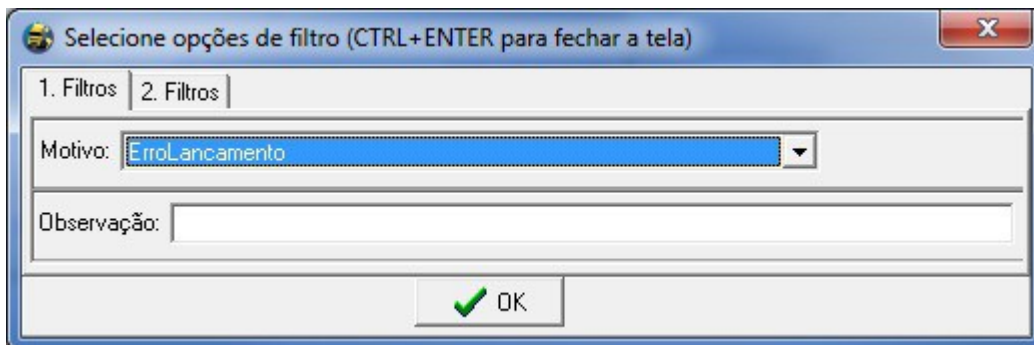 Selecione opções de filtro (CTRL+ENTER para fechar a tela)
1. Filtros 2. Filtros
Motivo: ErroLancamento
Observação:
OK